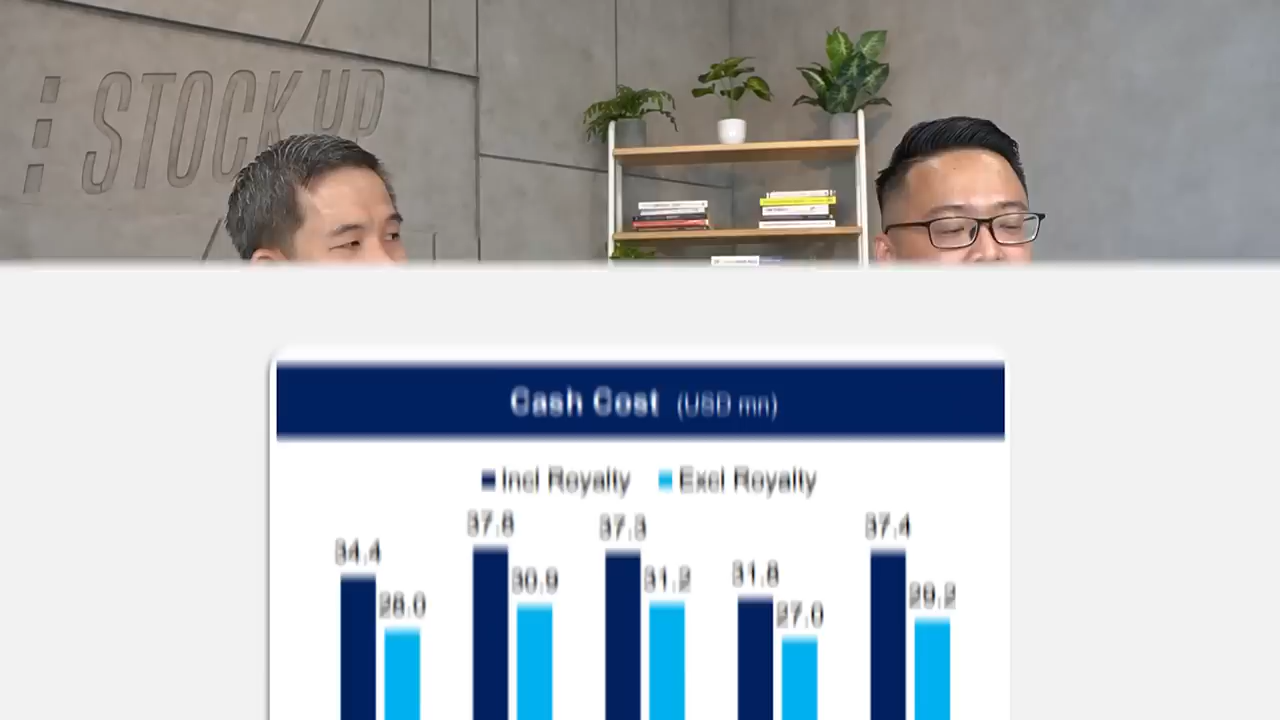 STOCK UP
Cash Cost (USD mn)
Incl Royalty Excl Royalty
34.4 28.0 37.8 30.9 37.3 31.2 31.8 27.0 37.4 29.2